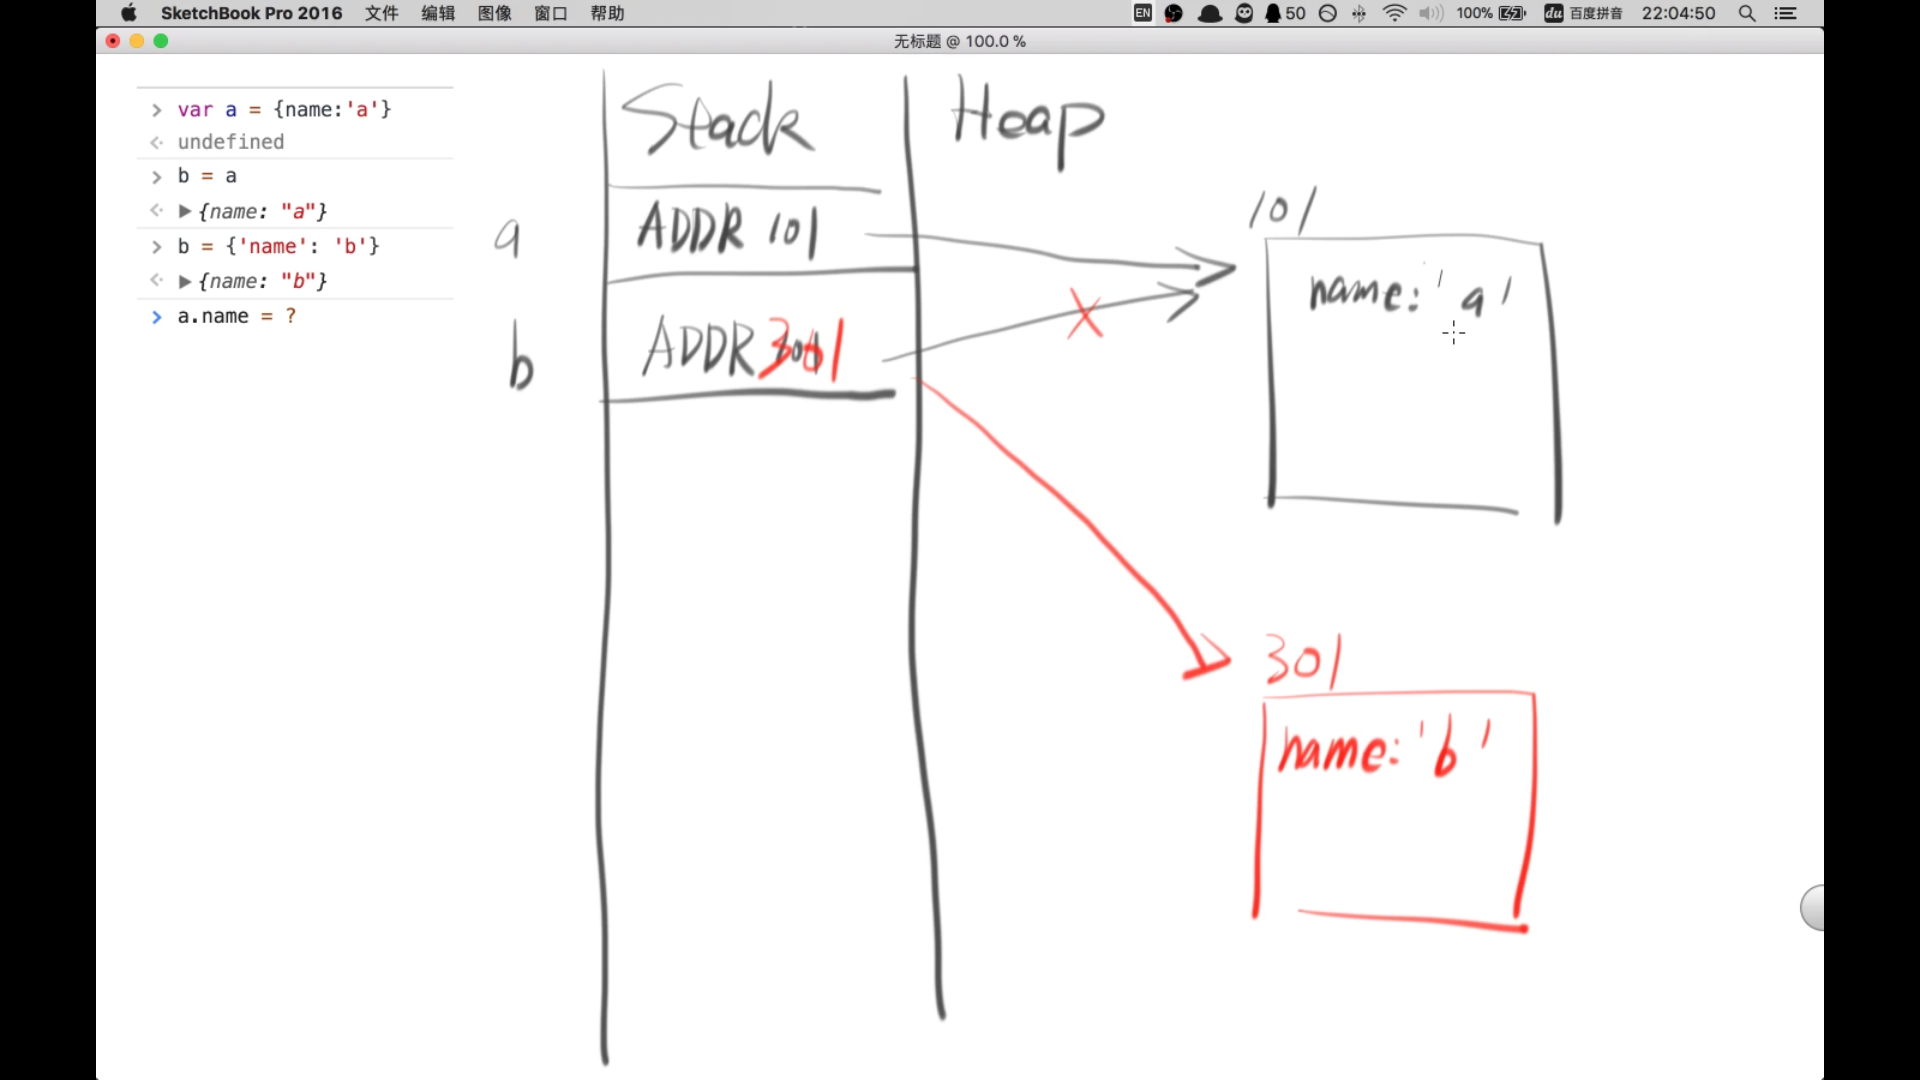 SketchBook Pro 2016 文件 编辑 图像 窗口 帮助 EN 50 100% du 百度拼音 22:04:50
无标题 @ 100.0 %
> var a = {name:'a'}
undefined
> b = a
{name: "a"}
> b = {'name': 'b'}
{name: "b"}
> a.name = ?
Stack
Heap
a
ADDR 101
b
ADDR 301
101
name: 'a'
301
name: 'b'